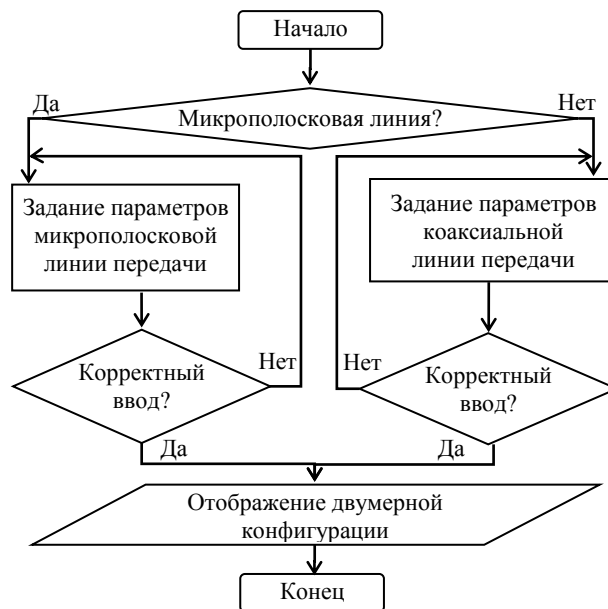 Начало
Да
Нет
Микрополосковая линия?
Задание параметров
микрополосковой
линии передачи
Задание параметров
коаксиальной
линии передачи
Корректный
ввод?
Нет
Нет
Корректный
ввод?
Да
Да
Отображение двумерной
конфигурации
Конец